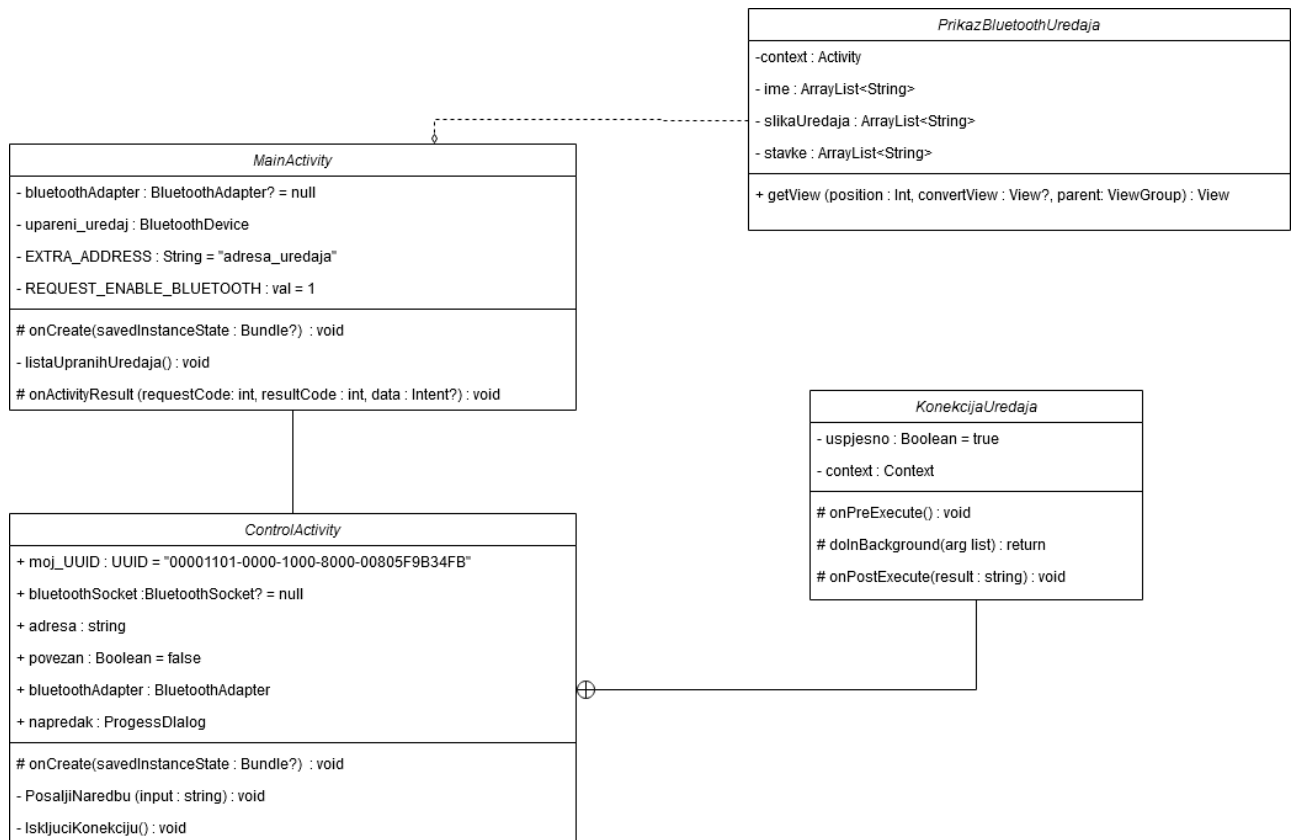 PrikazBluetoothUredaja
-context : Activity
- ime : ArrayList<String>
- slikaUredaja : ArrayList<String>
- stavke : ArrayList<String>
+ getView (position : Int, convertView : View?, parent: ViewGroup) : View
MainActivity
- bluetoothAdapter : BluetoothAdapter? = null
- upareni_uredaj : BluetoothDevice
- EXTRA_ADDRESS : String = "adresa_uredaja"
- REQUEST_ENABLE_BLUETOOTH : val = 1
# onCreate(savedInstanceState : Bundle?) : void
- listaUpranihUredaja() : void
# onActivityResult (requestCode: int, resultCode : int, data : Intent?) : void
KonekcijaUredaja
- uspjesno : Boolean = true
- context : Context
# onPreExecute() : void
# doInBackground(arg list) : return
# onPostExecute(result : string) : void
ControlActivity
+ moj_UUID : UUID = "00001101-0000-1000-8000-00805F9B34FB"
+ bluetoothSocket :BluetoothSocket? = null
+ adresa : string
+ povezan : Boolean = false
+ bluetoothAdapter : BluetoothAdapter
+ napredak : ProgessDIalog
# onCreate(savedInstanceState : Bundle?) : void
- PosaljiNaredbu (input : string) : void
- IskljuciKonekciju() : void